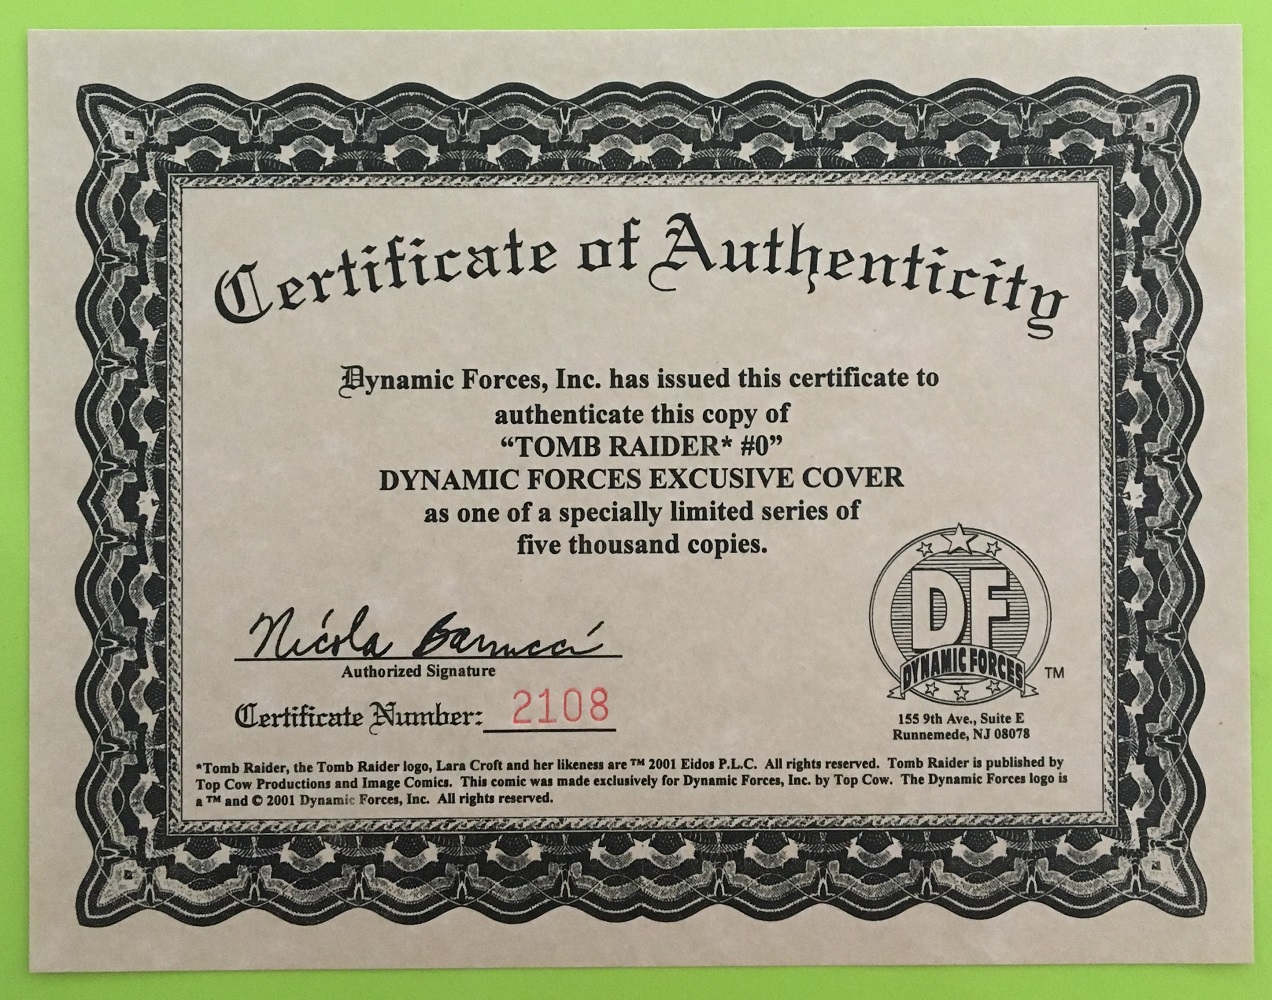 Certificate of Authenticity
Dynamic Forces, Inc. has issued this certificate to
authenticate this copy of
“TOMB RAIDER* #0”
DYNAMIC FORCES EXCUSIVE COVER
as one of a specially limited series of
five thousand copies.
Nicola Barrucci
Authorized Signature
Certificate Number: 2108
DF
DYNAMIC FORCES
TM
155 9th Ave., Suite E
Runnemede, NJ 08078
*Tomb Raider, the Tomb Raider logo, Lara Croft and her likeness are ™ 2001 Eidos P.L.C. All rights reserved. Tomb Raider is published by
Top Cow Productions and Image Comics. This comic was made exclusively for Dynamic Forces, Inc. by Top Cow. The Dynamic Forces logo is
a ™ and © 2001 Dynamic Forces, Inc. All rights reserved.